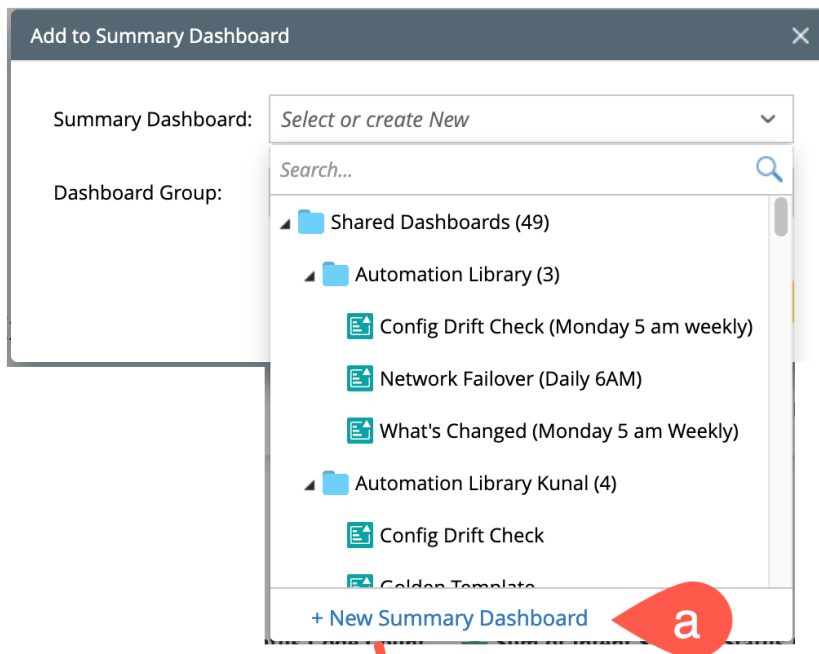 Add to Summary Dashboard
Summary Dashboard:
Select or create New
Search...
Dashboard Group:
Shared Dashboards (49)
Automation Library (3)
Config Drift Check (Monday 5 am weekly)
Network Failover (Daily 6AM)
What's Changed (Monday 5 am Weekly)
Automation Library Kunal (4)
Config Drift Check
Golden Template
+ New Summary Dashboard
a